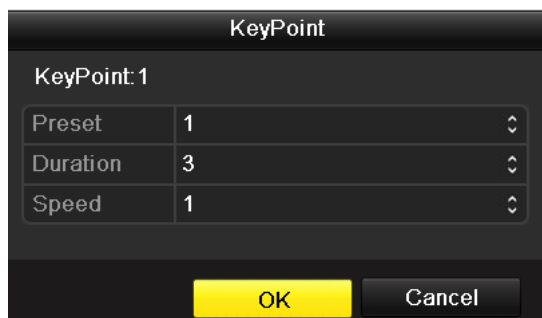 KeyPoint
KeyPoint:1
Preset 1
Duration 3
Speed 1
OK Cancel